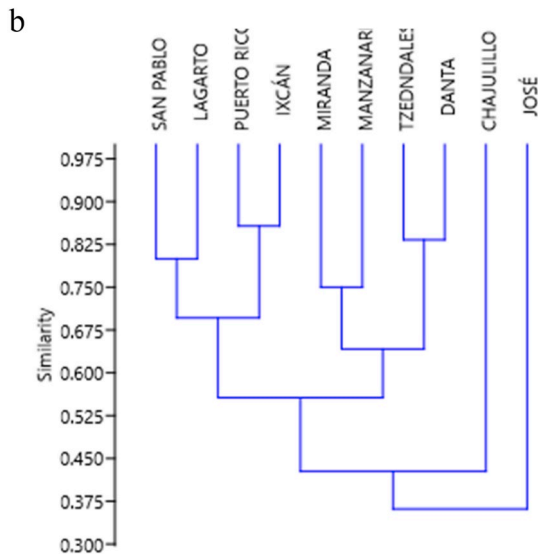 b
SAN PABLO
LAGARTO
PUERTO RICO
IXCÁN
MIRANDA
MANZANAR
TZEDNDALES
DANTA
CHAJULILLO
JOSÉ
Similarity
0.975
0.900
0.825
0.750
0.675
0.600
0.525
0.450
0.375
0.300